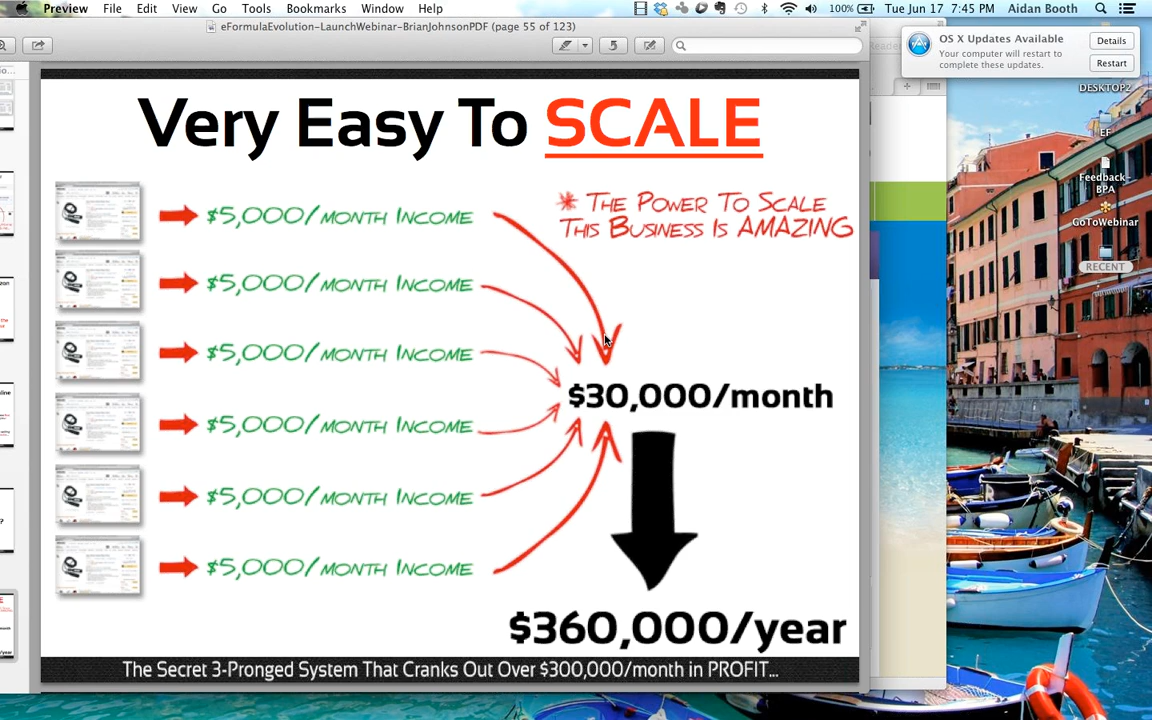 Preview File Edit View Go Tools Bookmarks Window Help
100% Tue Jun 17 7:45 PM Aidan Booth
eFormulaEvolution-LaunchWebinar-BrianJohnsonPDF (page 55 of 123)
OS X Updates Available
Your computer will restart to
complete these updates.
Details
Restart
Very Easy To SCALE
* The Power To Scale
This Business Is AMAZING
$5,000/month Income
$5,000/month Income
$5,000/month Income
$5,000/month Income
$5,000/month Income
$5,000/month Income
$30,000/month
$360,000/year
The Secret 3-Pronged System That Cranks Out Over $300,000/month in PROFIT...
DESKTOP2
EF
Feedback-
BPA
GoToWebinar
RECENT